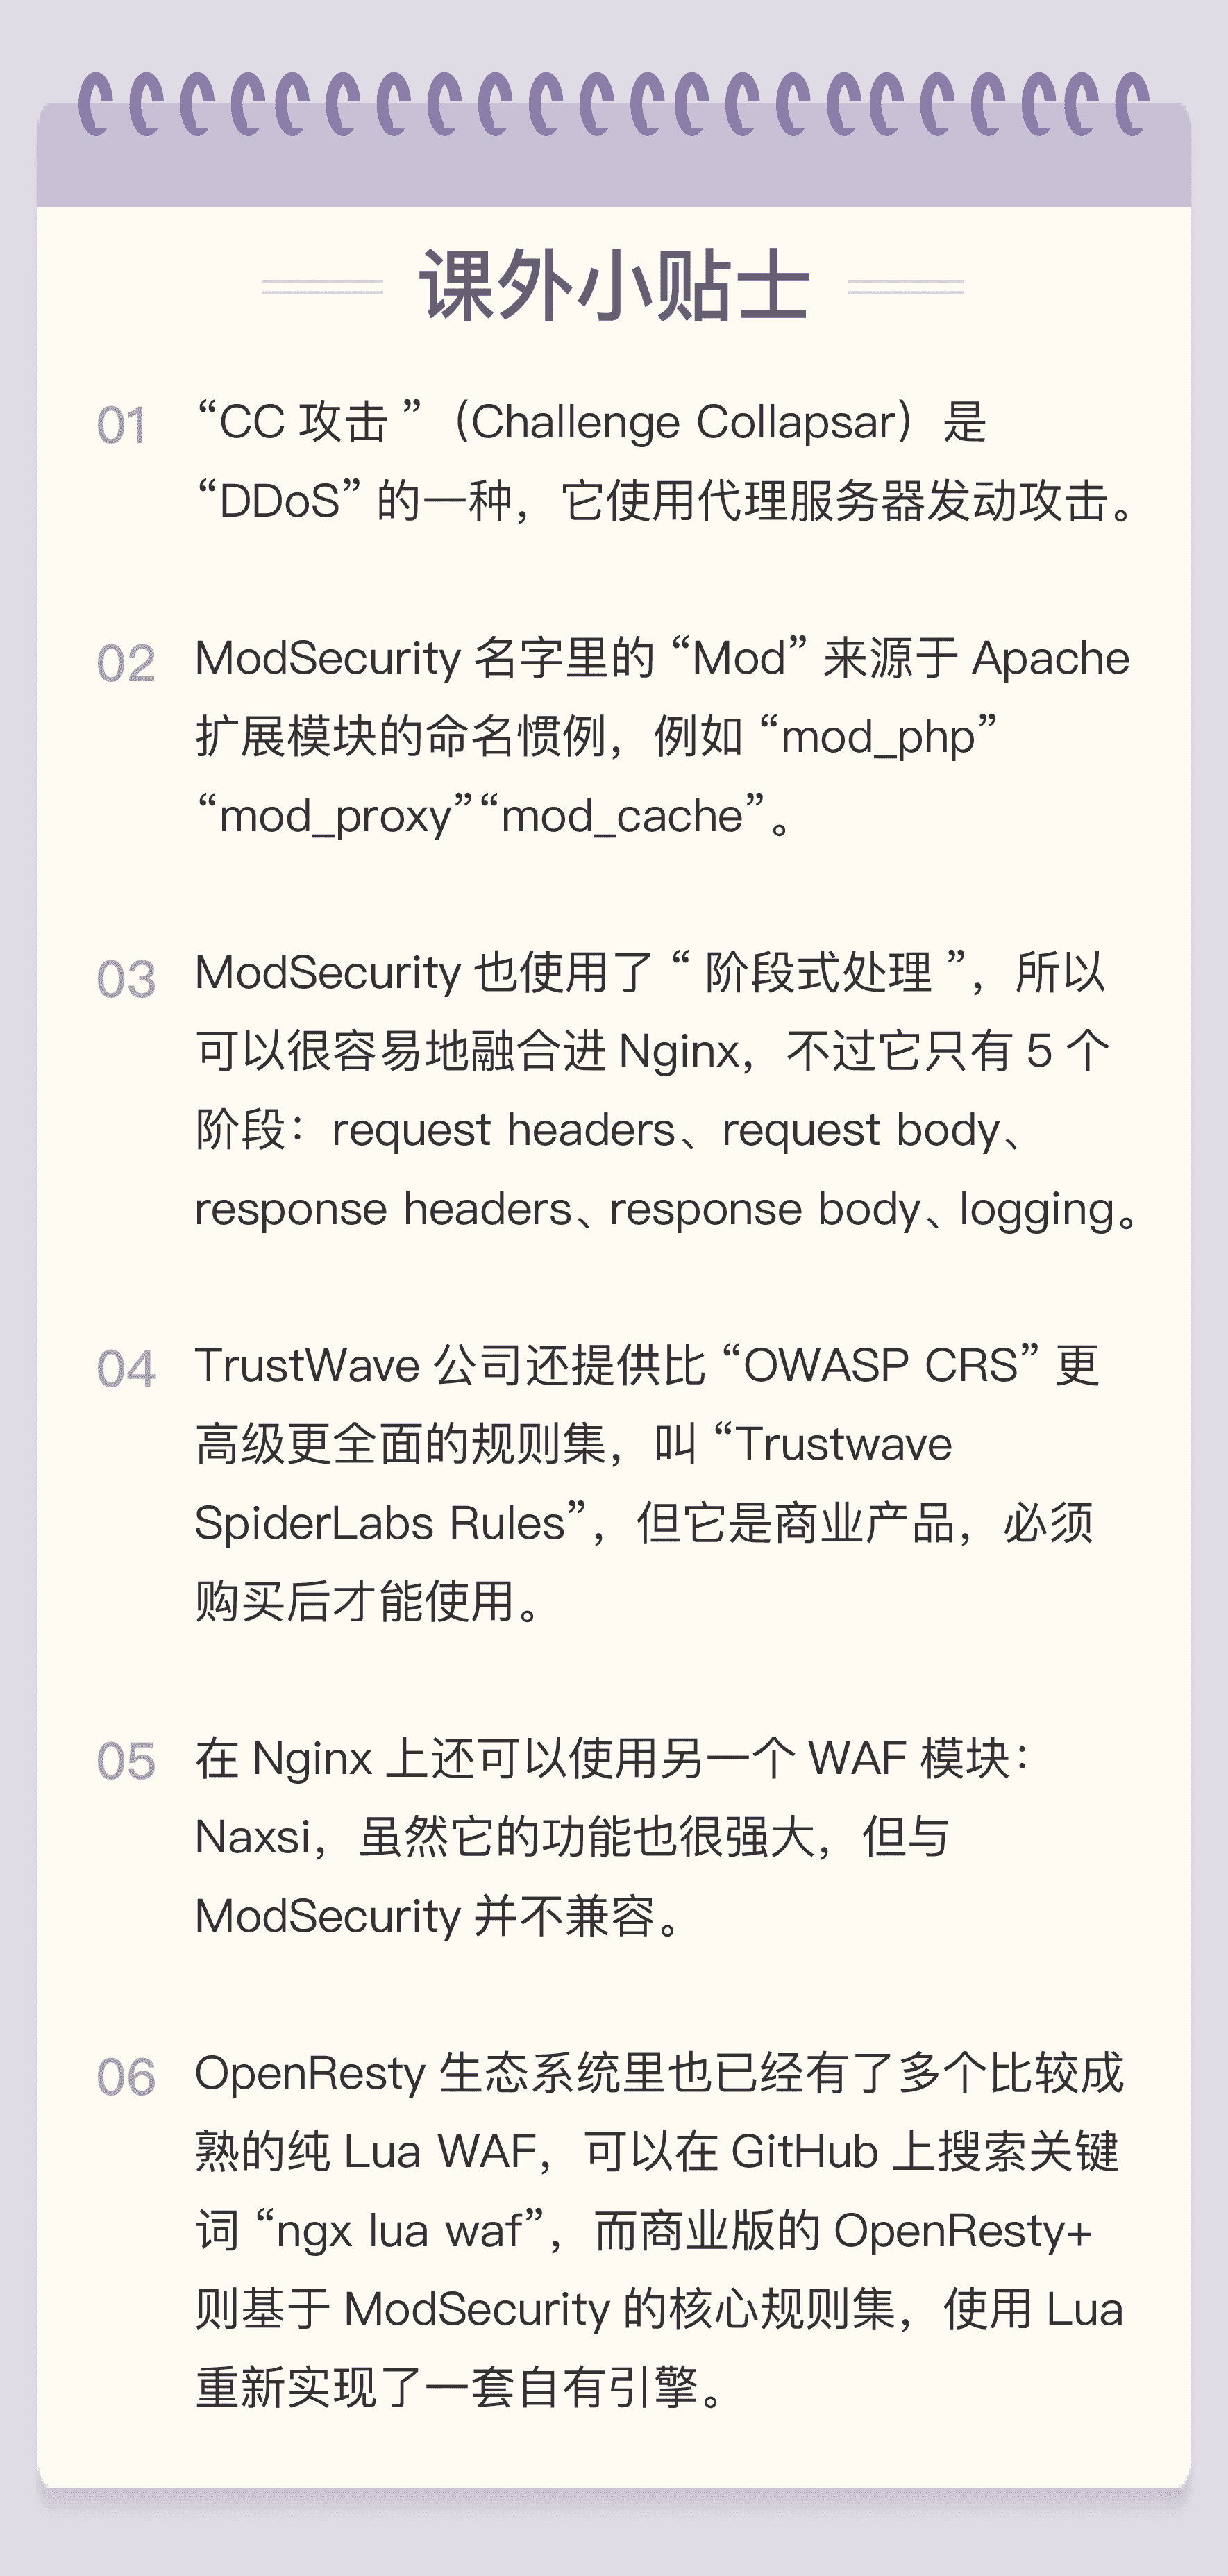 课外小贴士
01 “CC 攻击 ”（Challenge Collapsar）是
“DDoS” 的一种，它使用代理服务器发动攻击。
02 ModSecurity 名字里的 “Mod” 来源于 Apache
扩展模块的命名惯例，例如 “mod_php”
“mod_proxy”“mod_cache”。
03 ModSecurity 也使用了 “ 阶段式处理 ”，所以
可以很容易地融合进 Nginx，不过它只有 5 个
阶段：request headers、request body、
response headers、response body、logging。
04 TrustWave 公司还提供比 “OWASP CRS” 更
高级更全面的规则集，叫 “Trustwave
SpiderLabs Rules”，但它是商业产品，必须
购买后才能使用。
05 在 Nginx 上还可以使用另一个 WAF 模块：
Naxsi，虽然它的功能也很强大，但与
ModSecurity 并不兼容。
06 OpenResty 生态系统里也已经有了多个比较成
熟的纯 Lua WAF，可以在 GitHub 上搜索关键
词 “ngx lua waf”，而商业版的 OpenResty+
则基于 ModSecurity 的核心规则集，使用 Lua
重新实现了一套自有引擎。